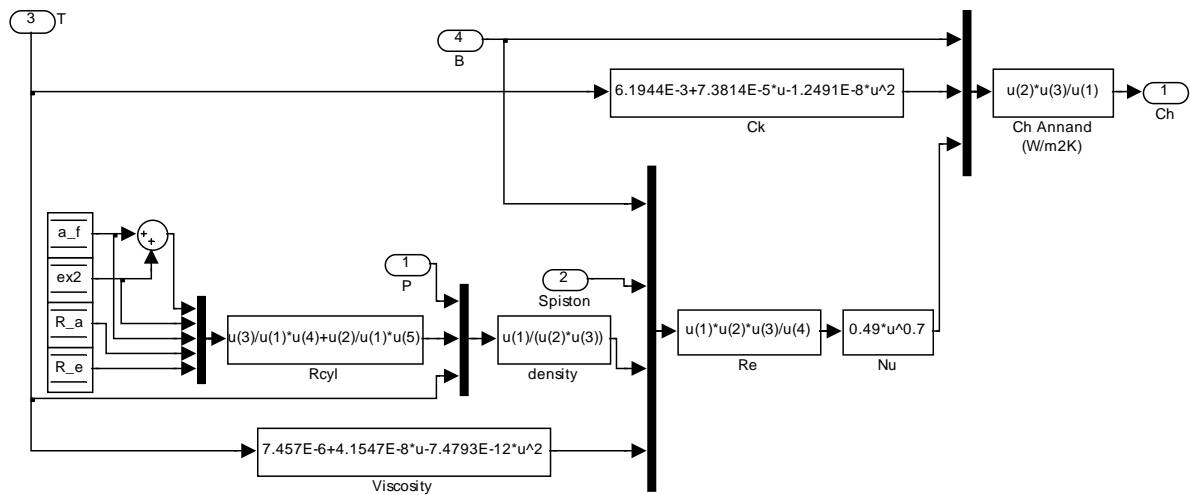 3
T
4
B
6.1944E-3+7.3814E-5*u-1.2491E-8*u^2
Ck
u(2)*u(3)/u(1)
Ch Annand
(W/m2K)
1
Ch
a_f
+
+
ex2
R_a
R_e
u(3)/u(1)*u(4)+u(2)/u(1)*u(5)
Rcyl
1
P
u(1)/(u(2)*u(3))
density
2
Spiston
u(1)*u(2)*u(3)/u(4)
Re
0.49*u^0.7
Nu
7.457E-6+4.1547E-8*u-7.4793E-12*u^2
Viscosity